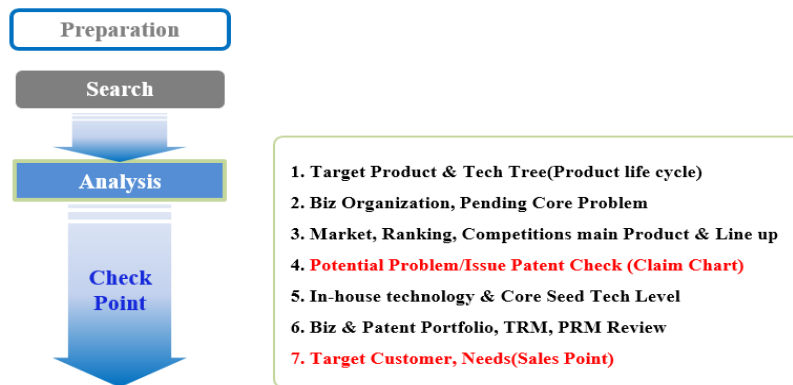 Preparation
Search
Analysis
Check
Point
1. Target Product & Tech Tree(Product life cycle)
2. Biz Organization, Pending Core Problem
3. Market, Ranking, Competitions main Product & Line up
4. Potential Problem/Issue Patent Check (Claim Chart)
5. In-house technology & Core Seed Tech Level
6. Biz & Patent Portfolio, TRM, PRM Review
7. Target Customer, Needs(Sales Point)